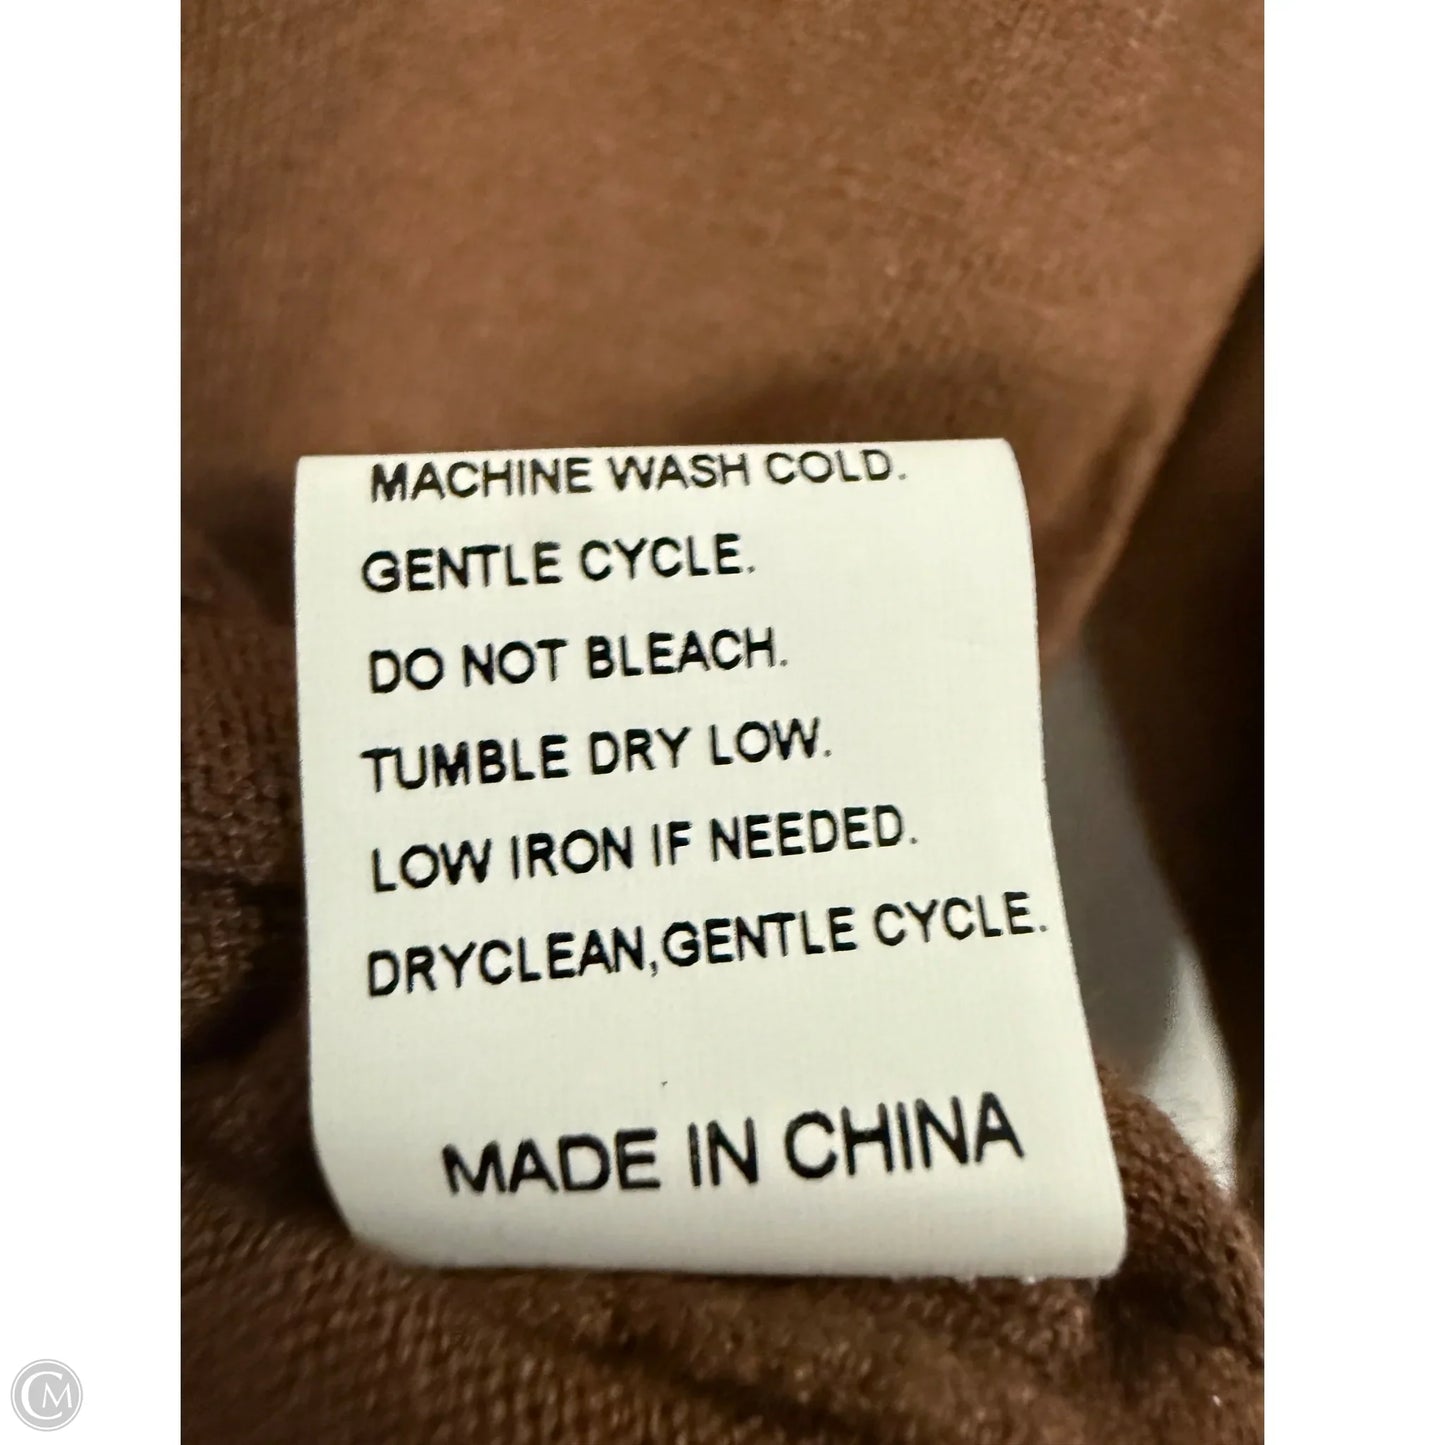 MACHINE WASH COLD.
GENTLE CYCLE.
DO NOT BLEACH.
TUMBLE DRY LOW.
LOW IRON IF NEEDED.
DRYCLEAN,GENTLE CYCLE.
MADE IN CHINA
CM